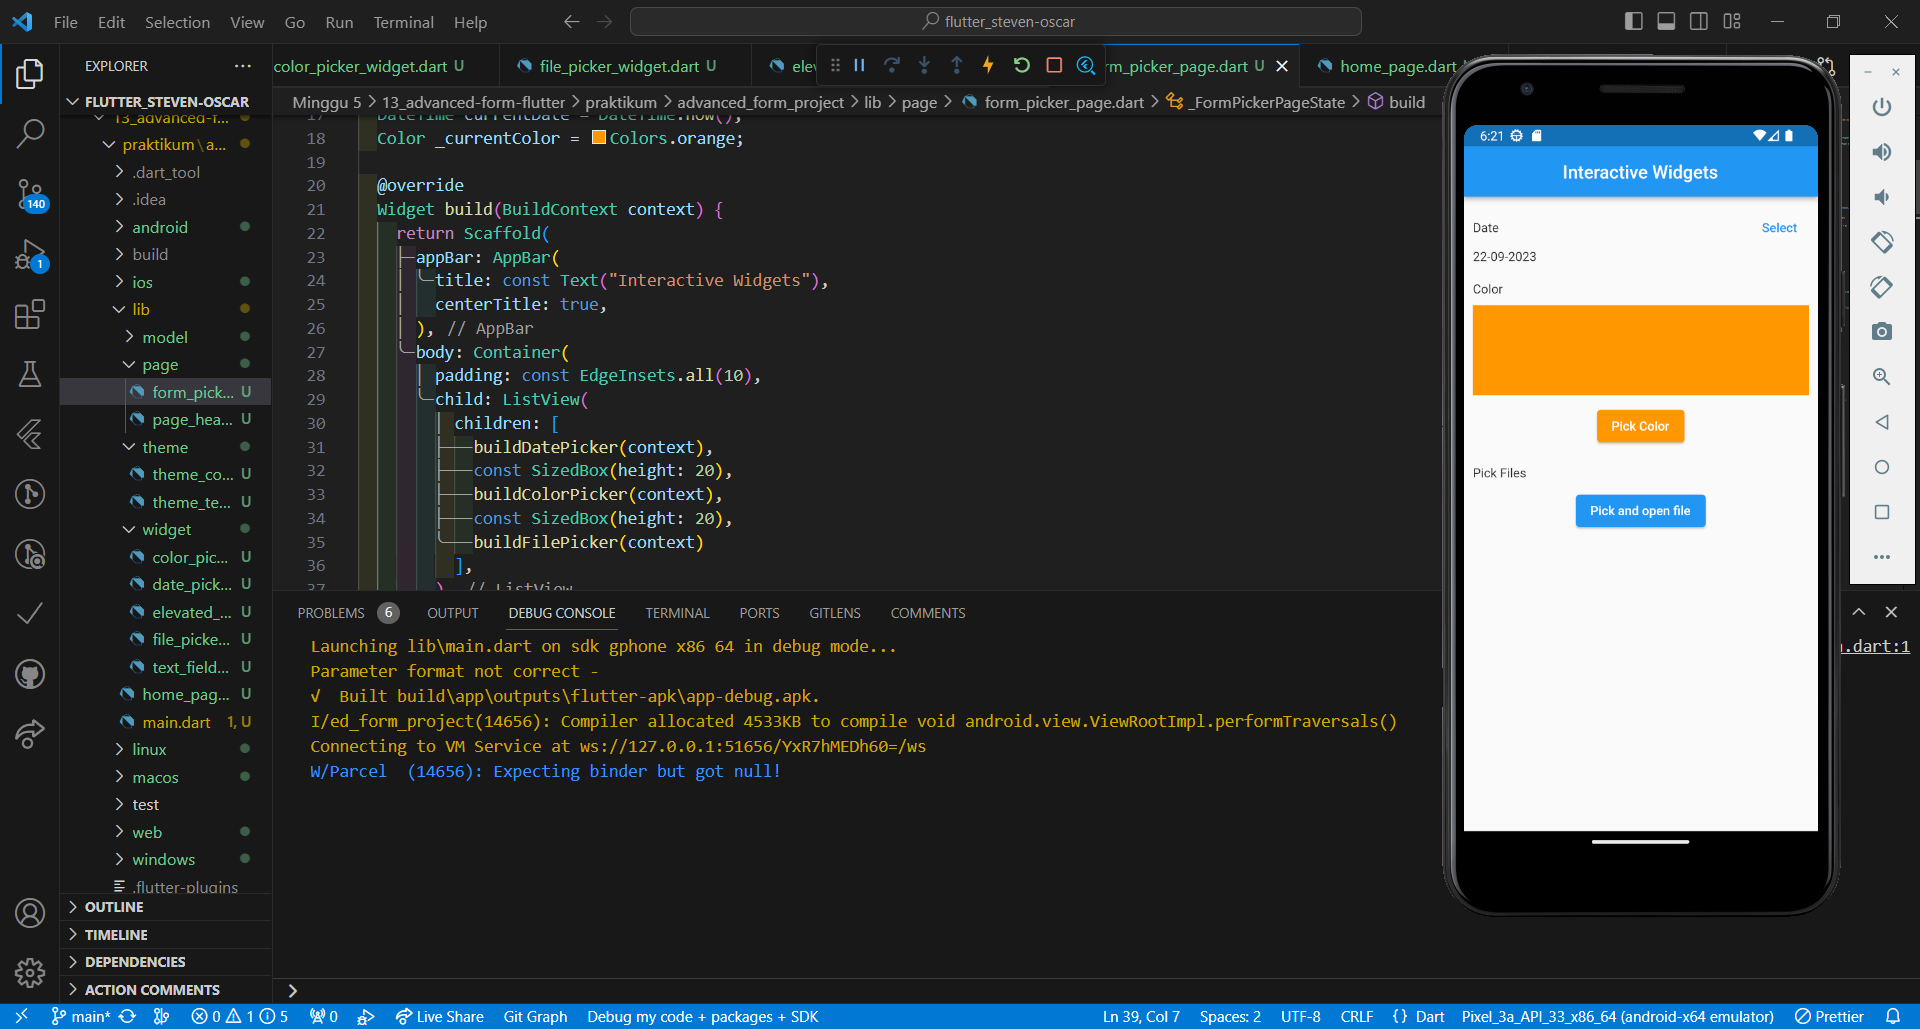 File Edit Selection View Go Run Terminal Help
flutter_steven-oscar
EXPLORER
FLUTTER_STEVEN-OSCAR
13_advanced-f...
praktikum\a...
.dart_tool
.idea
android
build
ios
lib
model
page
form_pick... U
page_hea... U
theme
theme_co... U
theme_te... U
widget
color_pic... U
date_pick... U
elevated_... U
file_picke... U
text_field... U
home_pag... U
main.dart 1, U
linux
macos
test
web
windows
.flutter-plugins
OUTLINE
TIMELINE
DEPENDENCIES
ACTION COMMENTS
140
1
color_picker_widget.dart U
file_picker_widget.dart U
elev
rm_picker_page.dart U
home_page.dart
Minggu 5 > 13_advanced-form-flutter > praktikum > advanced_form_project > lib > page > form_picker_page.dart > _FormPickerPageState > build
17 DateTime currentDate = DateTime.now();
18 Color _currentColor = Colors.orange;
19
20 @override
21 Widget build(BuildContext context) {
22 return Scaffold(
23 appBar: AppBar(
24 title: const Text("Interactive Widgets"),
25 centerTitle: true,
26 ), // AppBar
27 body: Container(
28 padding: const EdgeInsets.all(10),
29 child: ListView(
30 children: [
31 buildDatePicker(context),
32 const SizedBox(height: 20),
33 buildColorPicker(context),
34 const SizedBox(height: 20),
35 buildFilePicker(context)
36 ],
37 ), // ListView
PROBLEMS 6 OUTPUT DEBUG CONSOLE TERMINAL PORTS GITLENS COMMENTS
Launching lib\main.dart on sdk gphone x86 64 in debug mode...
Parameter format not correct -
√ Built build\app\outputs\flutter-apk\app-debug.apk.
I/ed_form_project(14656): Compiler allocated 4533KB to compile void android.view.ViewRootImpl.performTraversals()
Connecting to VM Service at ws://127.0.0.1:51656/YxR7hMEDh60=/ws
W/Parcel (14656): Expecting binder but got null!
.dart:1
6:21
Interactive Widgets
Date
Select
22-09-2023
Color
Pick Color
Pick Files
Pick and open file
main* 0 1 5 0 Live Share Git Graph Debug my code + packages + SDK
Ln 39, Col 7 Spaces: 2 UTF-8 CRLF {} Dart Pixel_3a_API_33_x86_64 (android-x64 emulator) Prettier